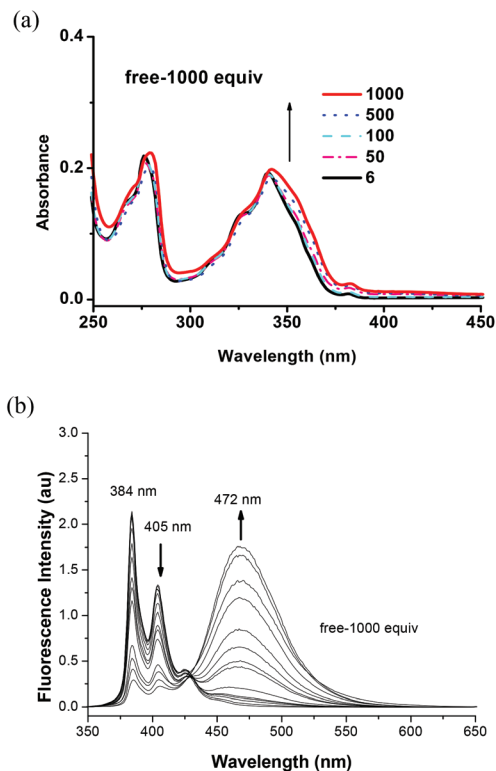 (a)
0.4
free-1000 equiv
1000
500
100
50
6
Absorbance
0.2
0.0
250 300 350 400 450
Wavelength (nm)
(b)
3.0
2.5
384 nm
472 nm
405 nm
2.0
Fluorescence Intensity (au)
1.5
1.0
free-1000 equiv
0.5
0.0
350 400 450 500 550 600 650
Wavelength (nm)